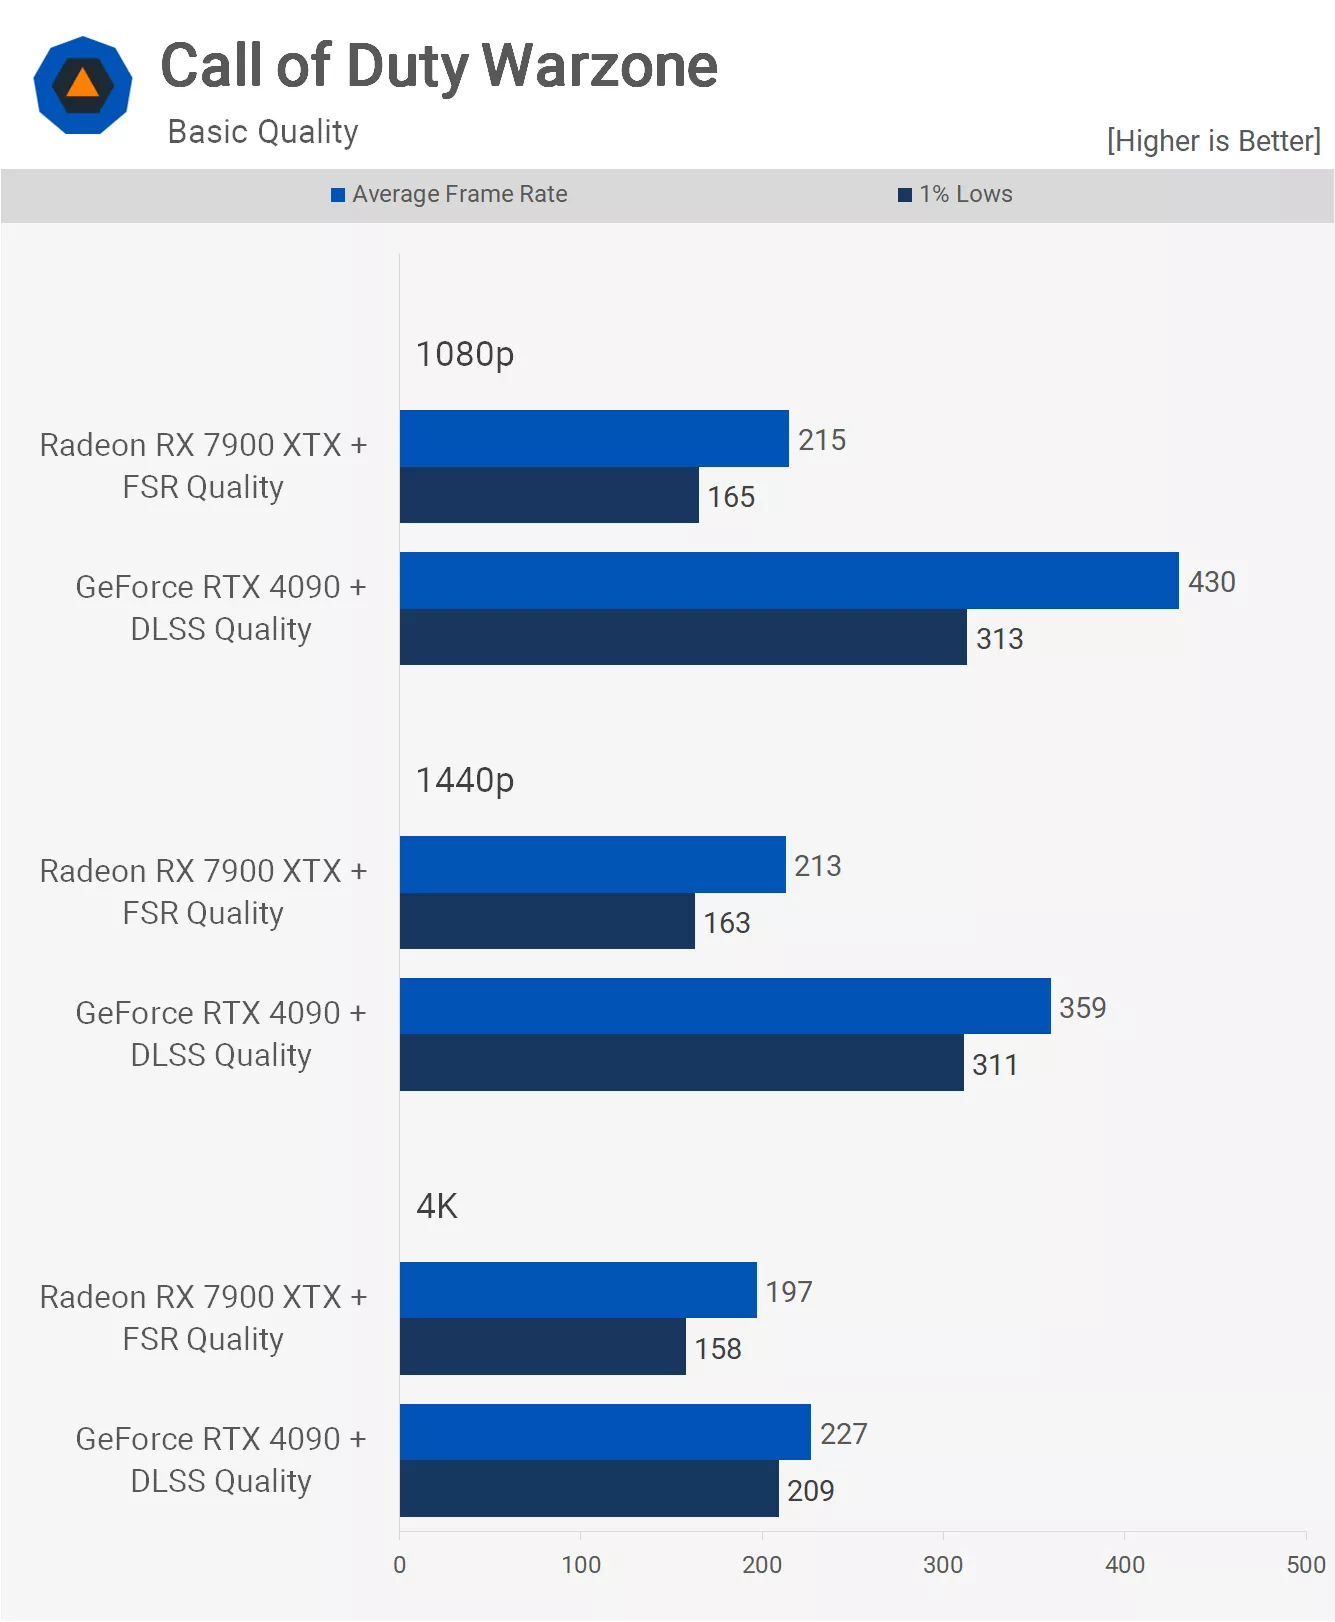 Call of Duty Warzone
Basic Quality
[Higher is Better]
Average Frame Rate
1% Lows
1080p
Radeon RX 7900 XTX +
FSR Quality
215
165
GeForce RTX 4090 +
DLSS Quality
430
313
1440p
Radeon RX 7900 XTX +
FSR Quality
213
163
GeForce RTX 4090 +
DLSS Quality
359
311
4K
Radeon RX 7900 XTX +
FSR Quality
197
158
GeForce RTX 4090 +
DLSS Quality
227
209
0 100 200 300 400 500